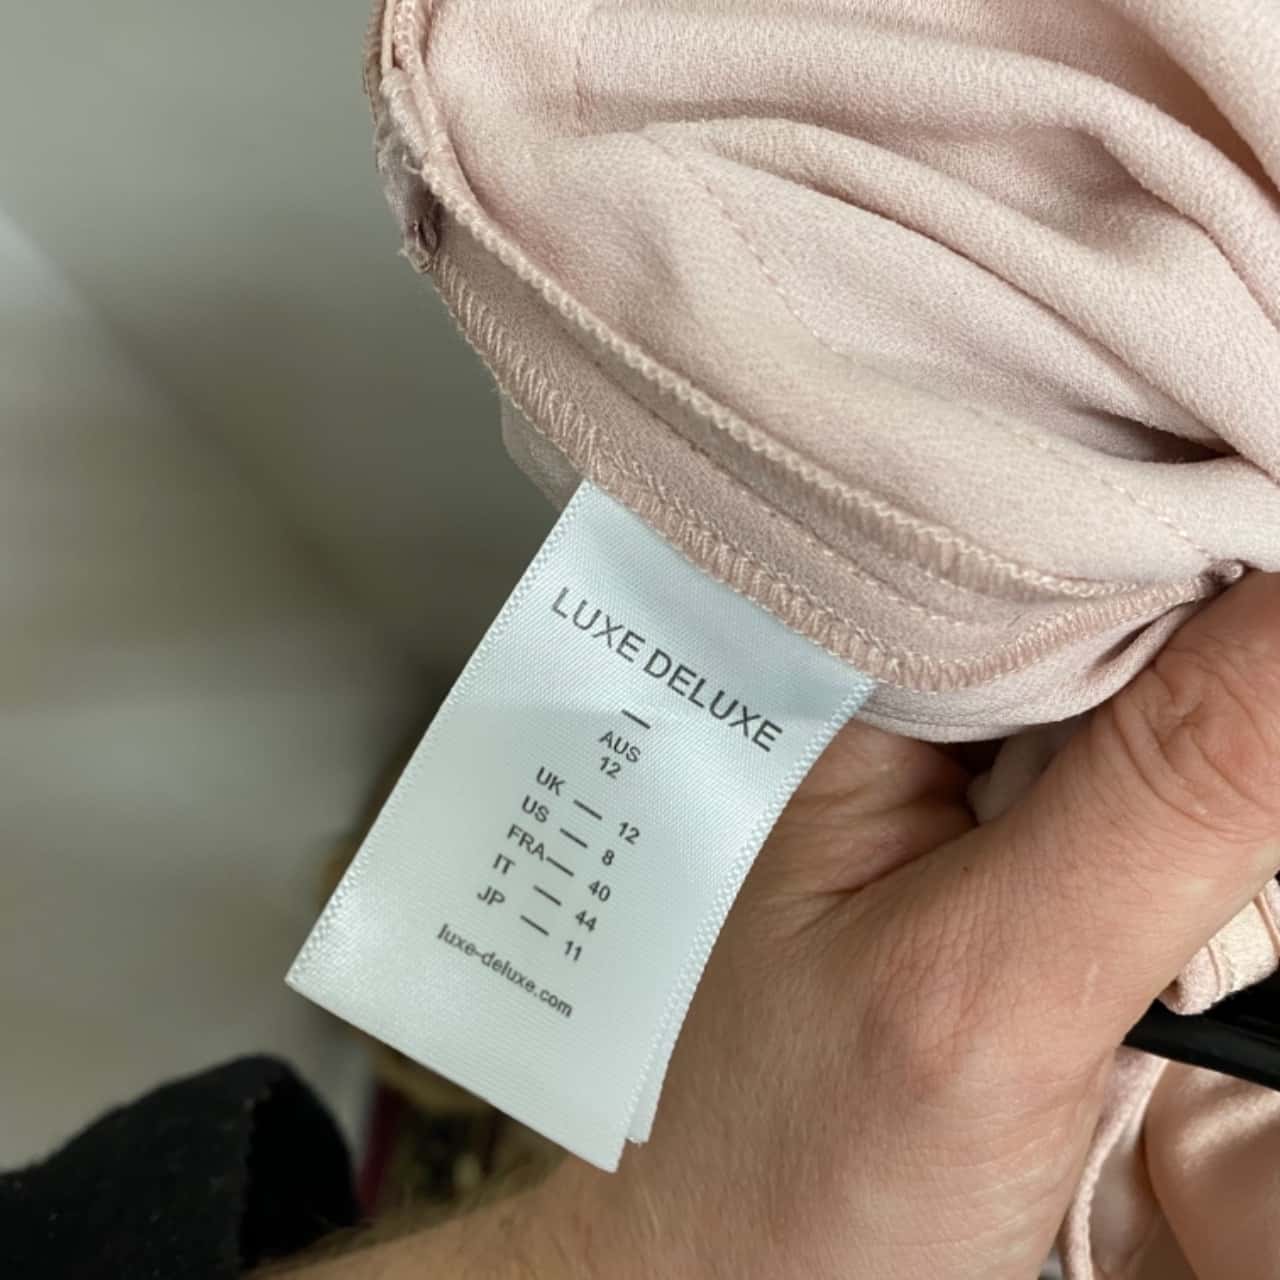 LUXE DELUXE
—
AUS
12
UK — 12
US — 8
FRA— 40
IT — 44
JP — 11
luxe-deluxe.com